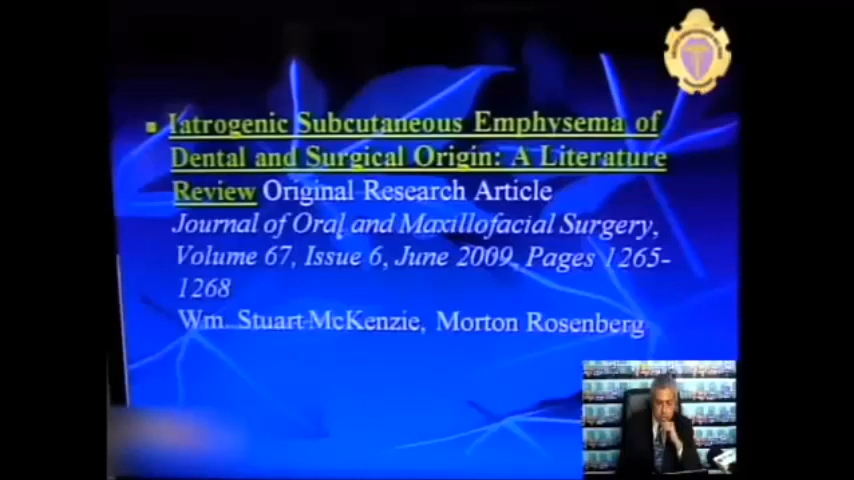 Iatrogenic Subcutaneous Emphysema of
Dental and Surgical Origin: A Literature
Review Original Research Article
Journal of Oral and Maxillofacial Surgery,
Volume 67, Issue 6, June 2009, Pages 1265-
1268
Wm. Stuart McKenzie, Morton Rosenberg